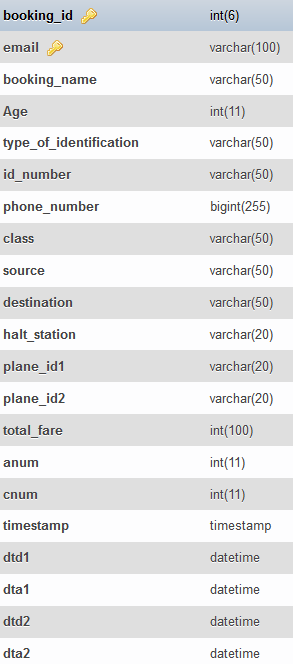 booking_id int(6)
email varchar(100)
booking_name varchar(50)
Age int(11)
type_of_identification varchar(50)
id_number varchar(50)
phone_number bigint(255)
class varchar(50)
source varchar(50)
destination varchar(50)
halt_station varchar(20)
plane_id1 varchar(20)
plane_id2 varchar(20)
total_fare int(100)
anum int(11)
cnum int(11)
timestamp timestamp
dtd1 datetime
dta1 datetime
dtd2 datetime
dta2 datetime